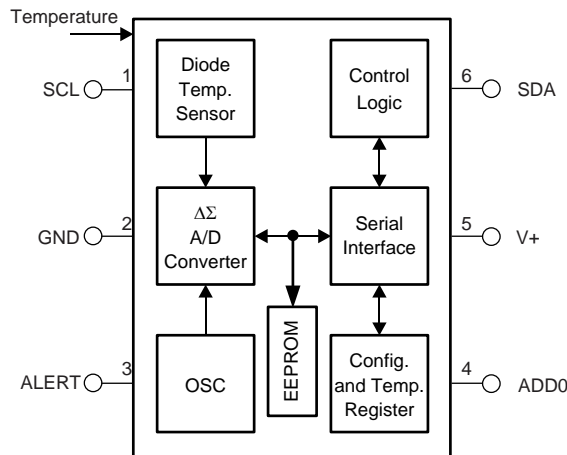 Temperature
1
SCL
Diode
Temp.
Sensor
Control
Logic
6
SDA
2
GND
ΔΣ
A/D
Converter
Serial
Interface
5
V+
3
ALERT
OSC
EEPROM
Config.
and Temp.
Register
4
ADD0